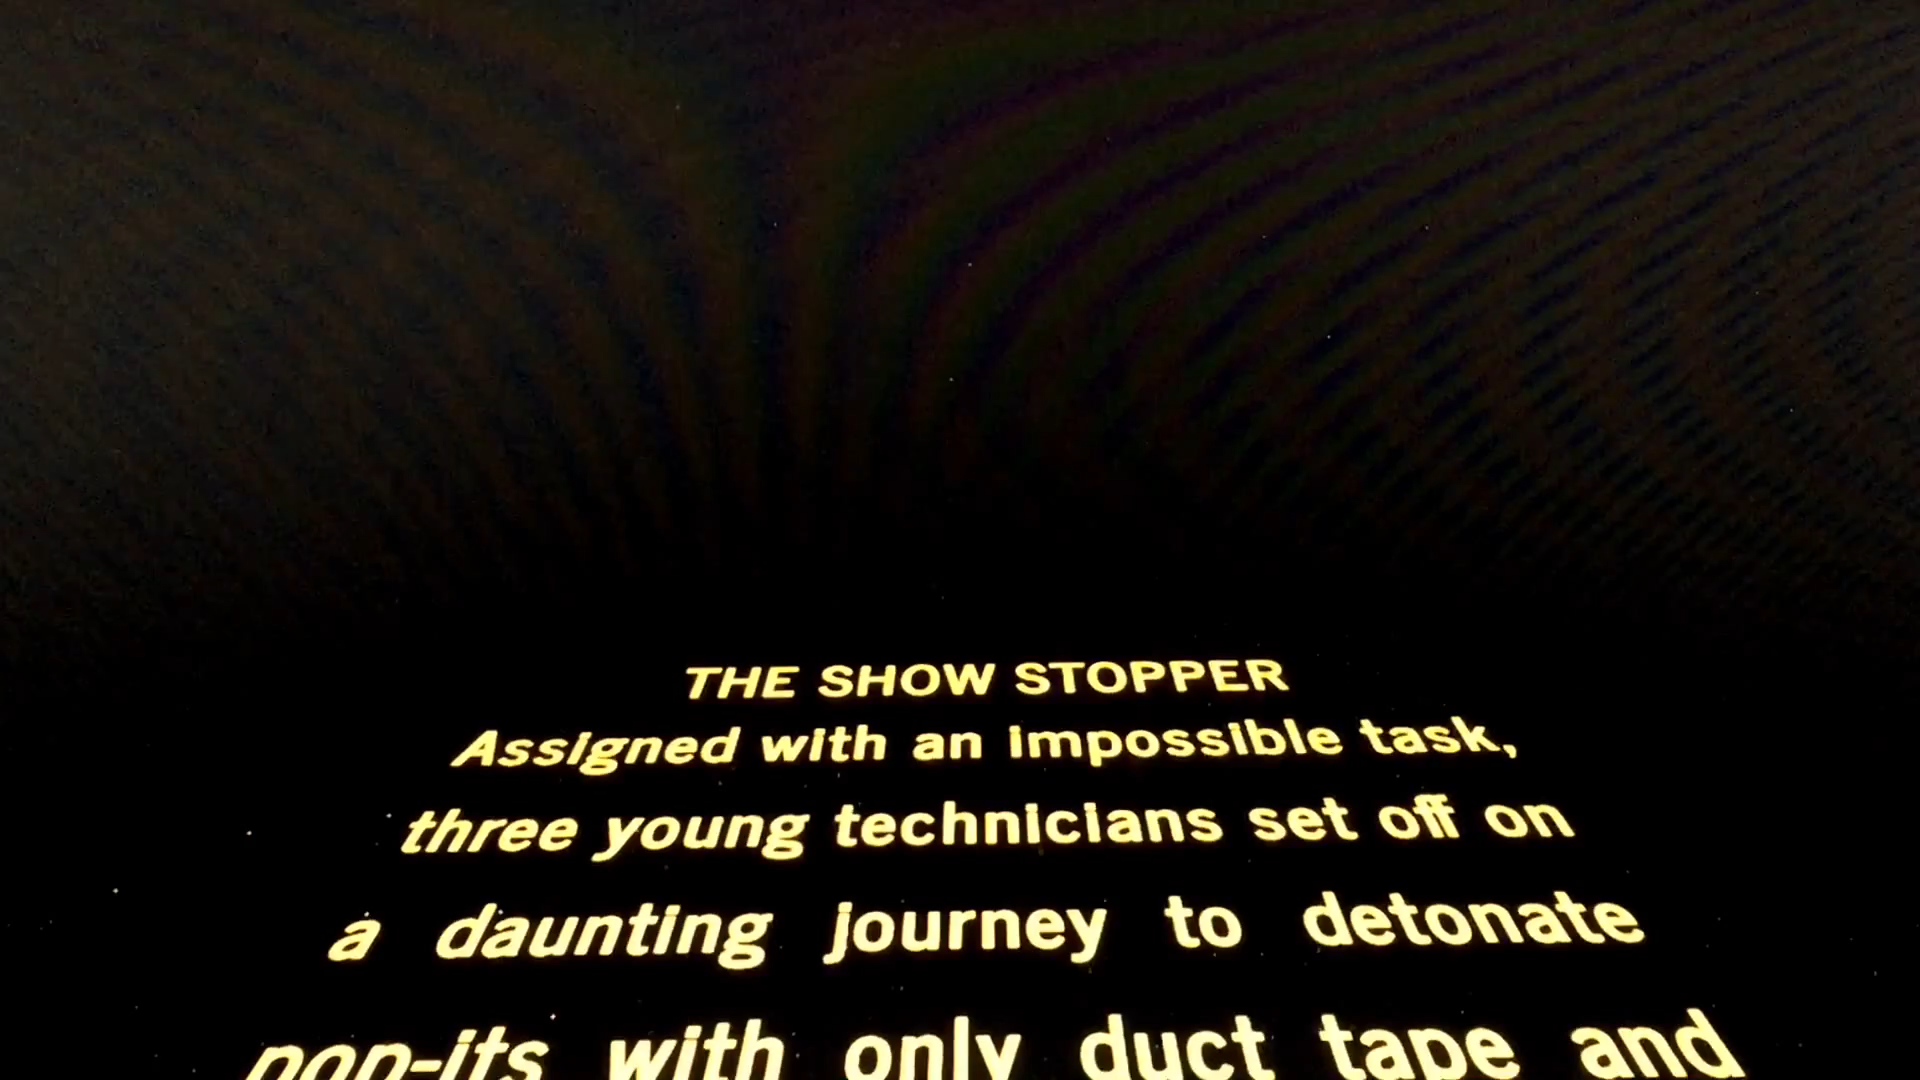 THE SHOW STOPPER
Assigned with an impossible task,
three young technicians set off on
a daunting journey to detonate
pop-its with only duct tape and